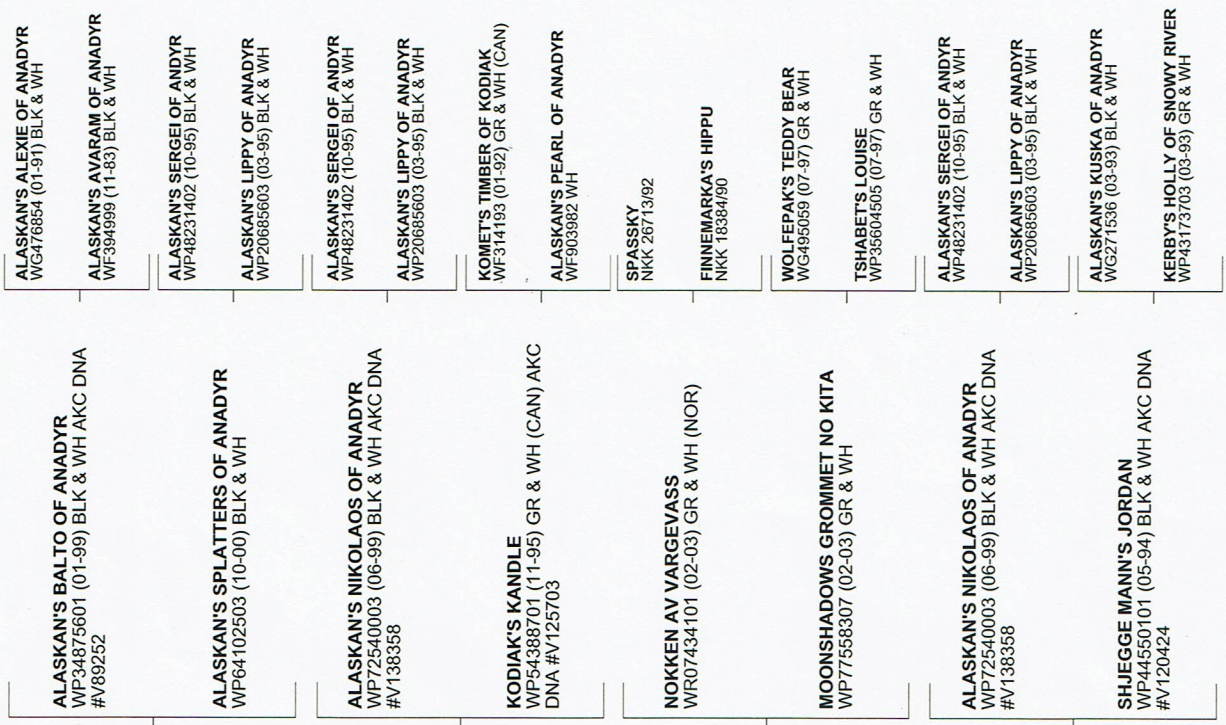 ALASKAN'S BALTO OF ANADYR
WP34875601 (01-99) BLK & WH AKC DNA
#V89252
ALASKAN'S SPLATTERS OF ANADYR
WP64102503 (10-00) BLK & WH
ALASKAN'S NIKOLAOS OF ANADYR
WP72540003 (06-99) BLK & WH AKC DNA
#V138358
KODIAK'S KANDLE
WP54388701 (11-95) GR & WH (CAN) AKC
DNA #V125703
NOKKEN AV VARGEVASS
WR07434101 (02-03) GR & WH (NOR)
MOONSHADOWS GROMMET NO KITA
WP77558307 (02-03) GR & WH
ALASKAN'S NIKOLAOS OF ANADYR
WP72540003 (06-99) BLK & WH AKC DNA
#V138358
SHJEGGE MANN'S JORDAN
WP44550101 (05-94) BLK & WH AKC DNA
#V120424
ALASKAN'S ALEXIE OF ANADYR
WG476854 (01-91) BLK & WH
ALASKAN'S AVARAM OF ANADYR
WF394999 (11-83) BLK & WH
ALASKAN'S SERGEI OF ANDYR
WP48231402 (10-95) BLK & WH
ALASKAN'S LIPPY OF ANADYR
WP20685603 (03-95) BLK & WH
ALASKAN'S SERGEI OF ANDYR
WP48231402 (10-95) BLK & WH
ALASKAN'S LIPPY OF ANADYR
WP20685603 (03-95) BLK & WH
KOMET'S TIMBER OF KODIAK
WF314193 (01-92) GR & WH (CAN)
ALASKAN'S PEARL OF ANADYR
WF903982 WH
SPASSKY
NKK 26713/92
FINNEMARKA'S HIPPU
NKK 18384/90
WOLFEPAK'S TEDDY BEAR
WG495059 (07-97) GR & WH
TSHABET'S LOUISE
WP35604505 (07-97) GR & WH
ALASKAN'S SERGEI OF ANDYR
WP48231402 (10-95) BLK & WH
ALASKAN'S LIPPY OF ANADYR
WP20685603 (03-95) BLK & WH
ALASKAN'S KUSKA OF ANADYR
WG271536 (03-93) BLK & WH
KERBY'S HOLLY OF SNOWY RIVER
WP43173703 (03-93) GR & WH